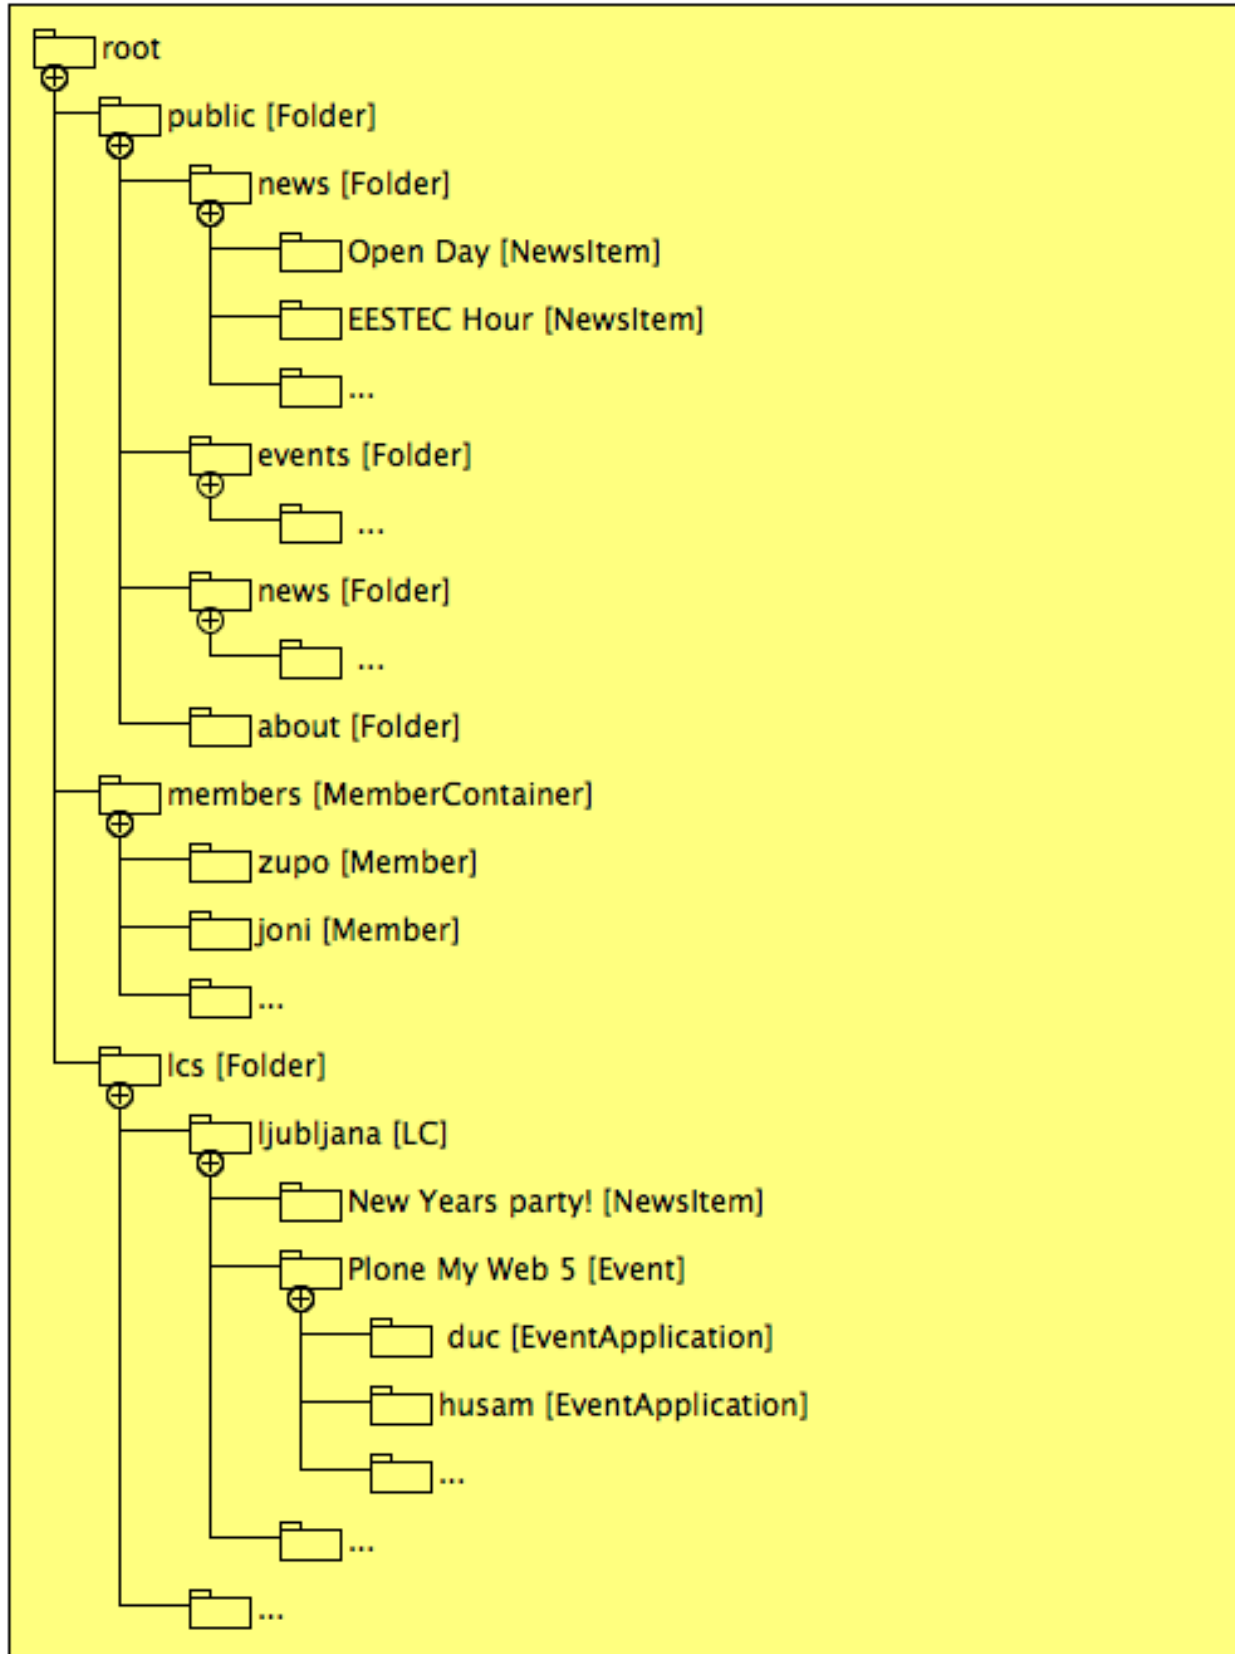 root
public [Folder]
news [Folder]
Open Day [NewsItem]
EESTEC Hour [NewsItem]
...
events [Folder]
...
news [Folder]
...
about [Folder]
members [MemberContainer]
zupo [Member]
joni [Member]
...
lcs [Folder]
ljubljana [LC]
New Years party! [NewsItem]
Plone My Web 5 [Event]
duc [EventApplication]
husam [EventApplication]
...
...
...